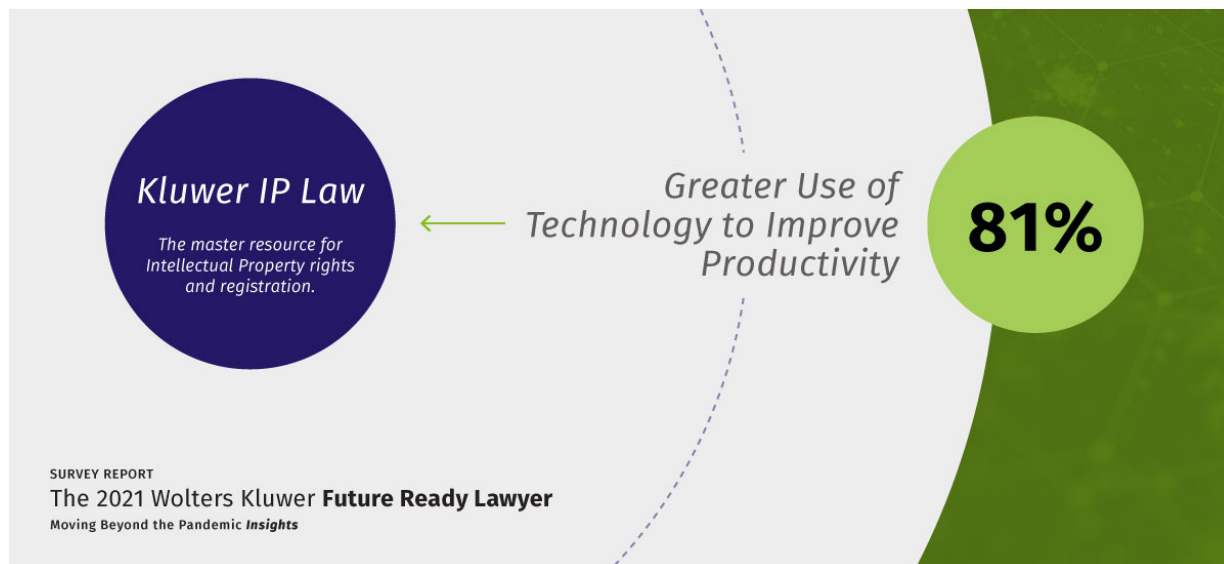 Kluwer IP Law
The master resource for
Intellectual Property rights
and registration.
Greater Use of
Technology to Improve
Productivity
81%
SURVEY REPORT
The 2021 Wolters Kluwer Future Ready Lawyer
Moving Beyond the Pandemic Insights